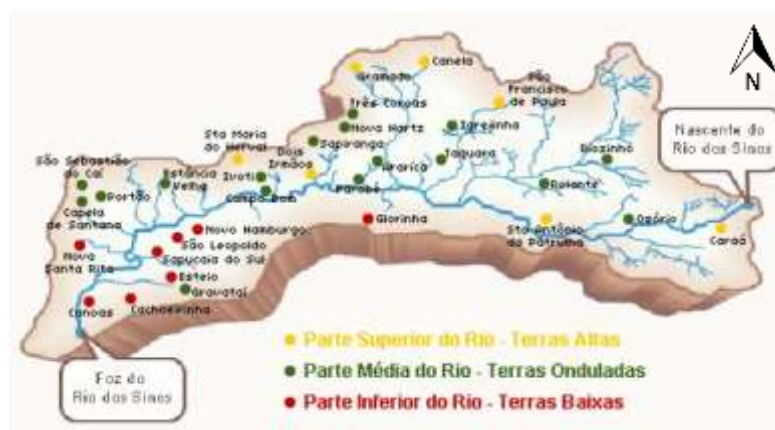 N
Canela
Gramado
São
Francisco
de Paula
Três Coroas
Igrejinha
Nova Hartz
Nascente do
Rio dos Sinos
Sta Maria
do Herval
Sapiranga
Dois
Irmãos
Taquara
Riozinho
São Sebastião
do Caí
Estância
Velha
Ivoti
Araricá
Portão
Campo Bom
Parobé
Rolante
Capela
de Santana
Glorinha
Sto Antônio
da Patrulha
Osório
Caraá
Novo Hamburgo
São Leopoldo
Nova
Santa Rita
Sapucaia do Sul
Esteio
Gravataí
Canoas
Cachoeirinha
Parte Superior do Rio - Terras Altas
Parte Média do Rio - Terras Onduladas
Parte Inferior do Rio - Terras Baixas
Foz do
Rio dos Sinos